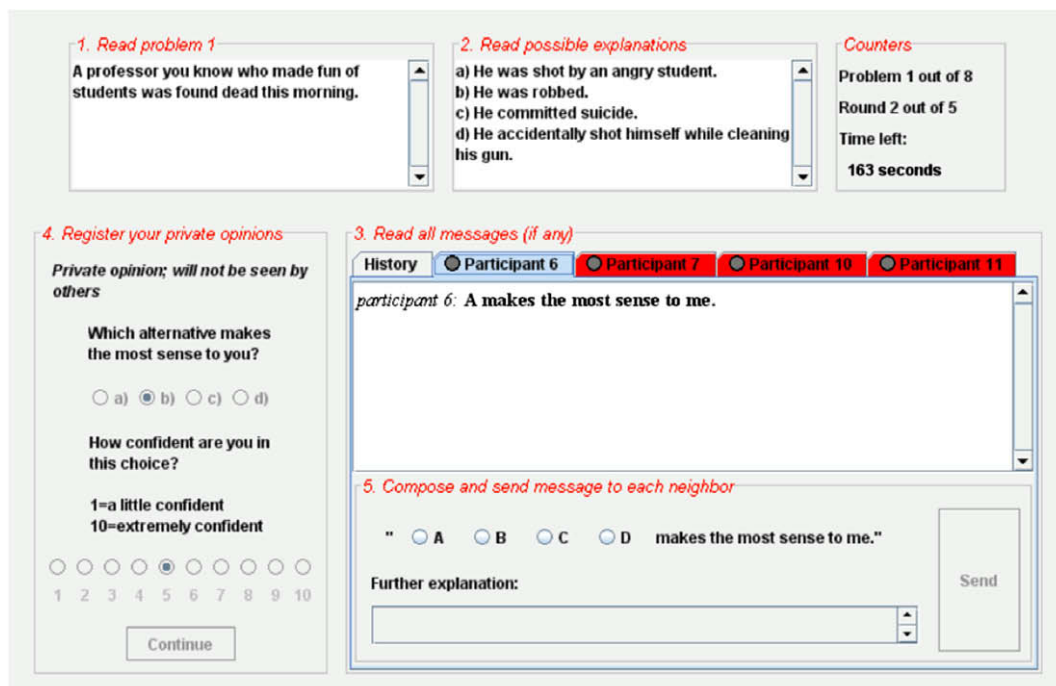 1. Read problem 1
A professor you know who made fun of
students was found dead this morning.
2. Read possible explanations
a) He was shot by an angry student.
b) He was robbed.
c) He committed suicide.
d) He accidentally shot himself while cleaning
his gun.
Counters
Problem 1 out of 8
Round 2 out of 5
Time left:
163 seconds
4. Register your private opinions
Private opinion; will not be seen by
others
Which alternative makes
the most sense to you?
a) b) c) d)
How confident are you in
this choice?
1=a little confident
10=extremely confident
1 2 3 4 5 6 7 8 9 10
Continue
3. Read all messages (if any)
History Participant 6 Participant 7 Participant 10 Participant 11
participant 6: A makes the most sense to me.
5. Compose and send message to each neighbor
" A B C D makes the most sense to me."
Further explanation:
Send